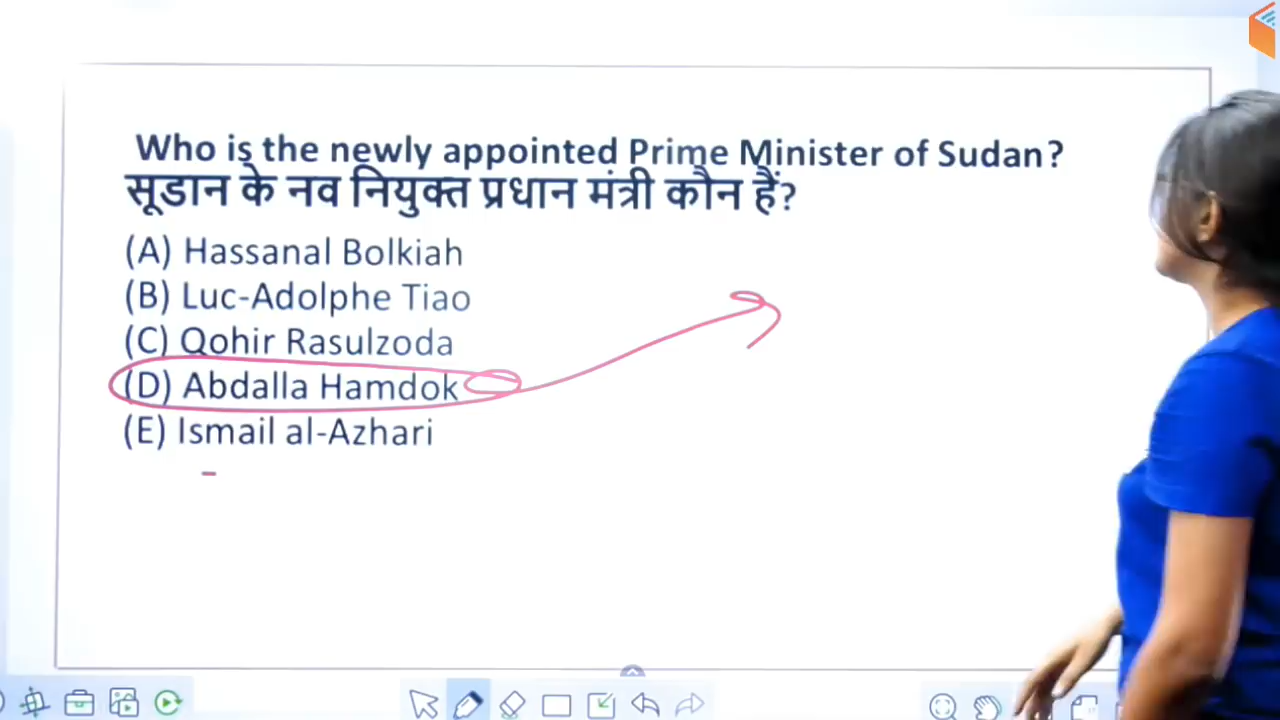 Who is the newly appointed Prime Minister of Sudan?
सूडान के नव नियुक्त प्रधान मंत्री कौन हैं?
(A) Hassanal Bolkiah
(B) Luc-Adolphe Tiao
(C) Qohir Rasulzoda
(D) Abdalla Hamdok
(E) Ismail al-Azhari